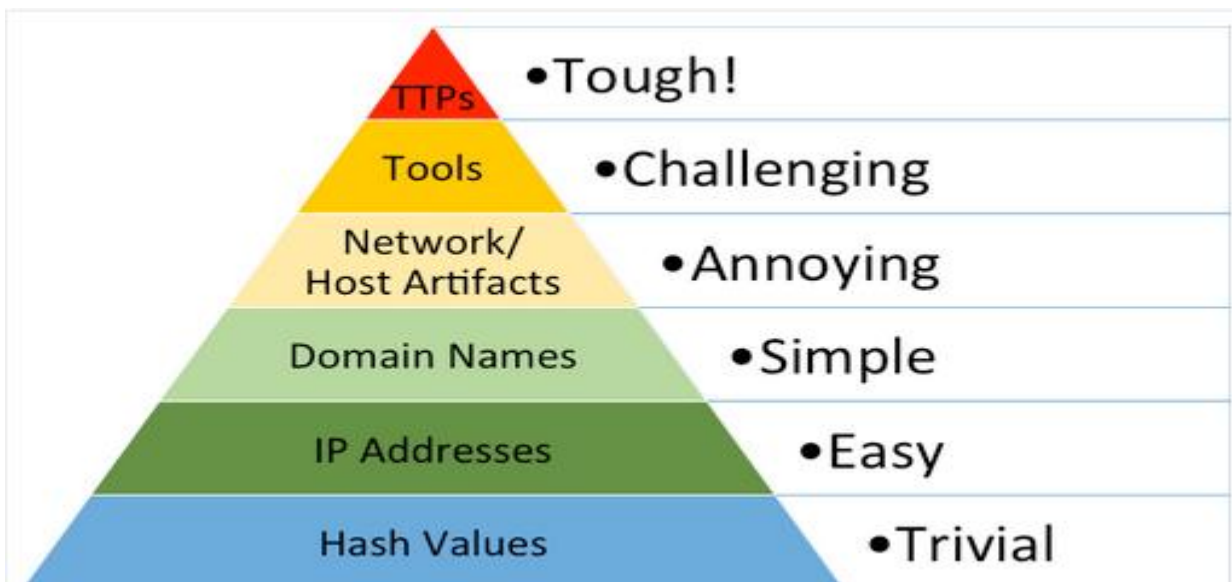 TTPs
•Tough!
Tools
•Challenging
Network/
Host Artifacts
•Annoying
Domain Names
•Simple
IP Addresses
•Easy
Hash Values
•Trivial